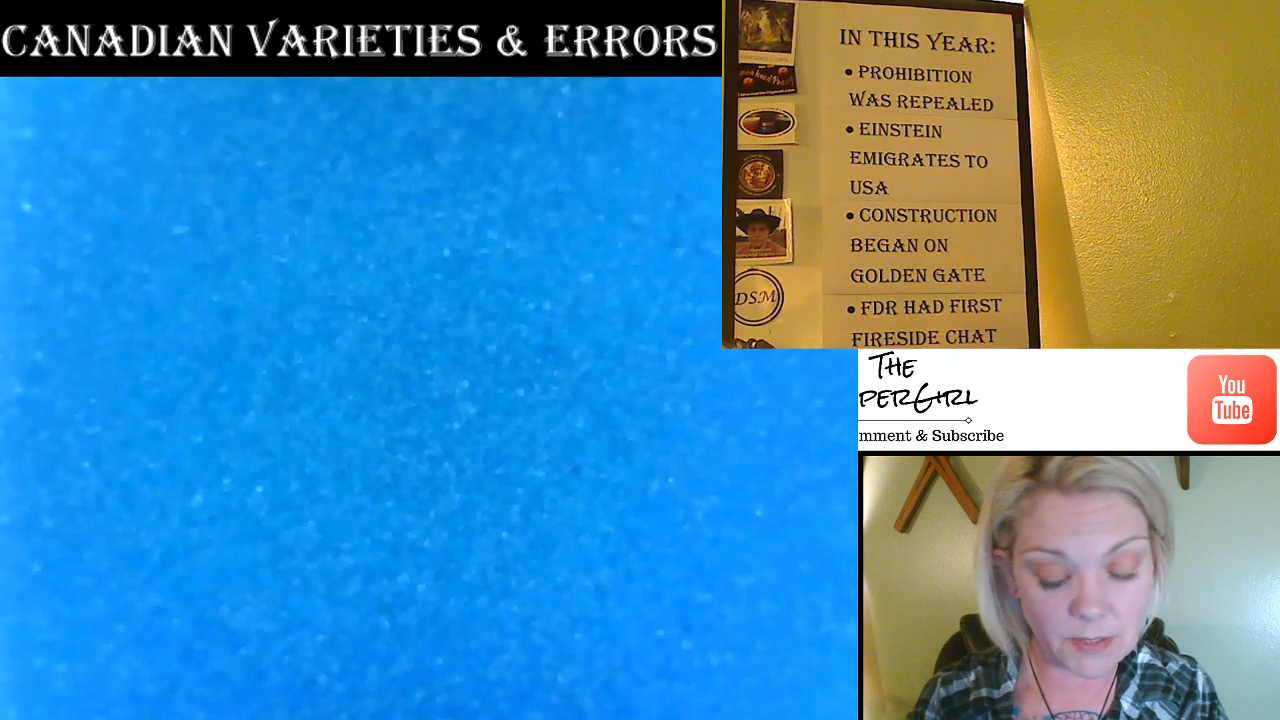 CANADIAN VARIETIES & ERRORS
IN THIS YEAR:
• PROHIBITION
WAS REPEALED
• EINSTEIN
EMIGRATES TO
USA
• CONSTRUCTION
BEGAN ON
GOLDEN GATE
• FDR HAD FIRST
FIRESIDE CHAT
DSM
THE
PERGIRL
mment & Subscribe
You
Tube